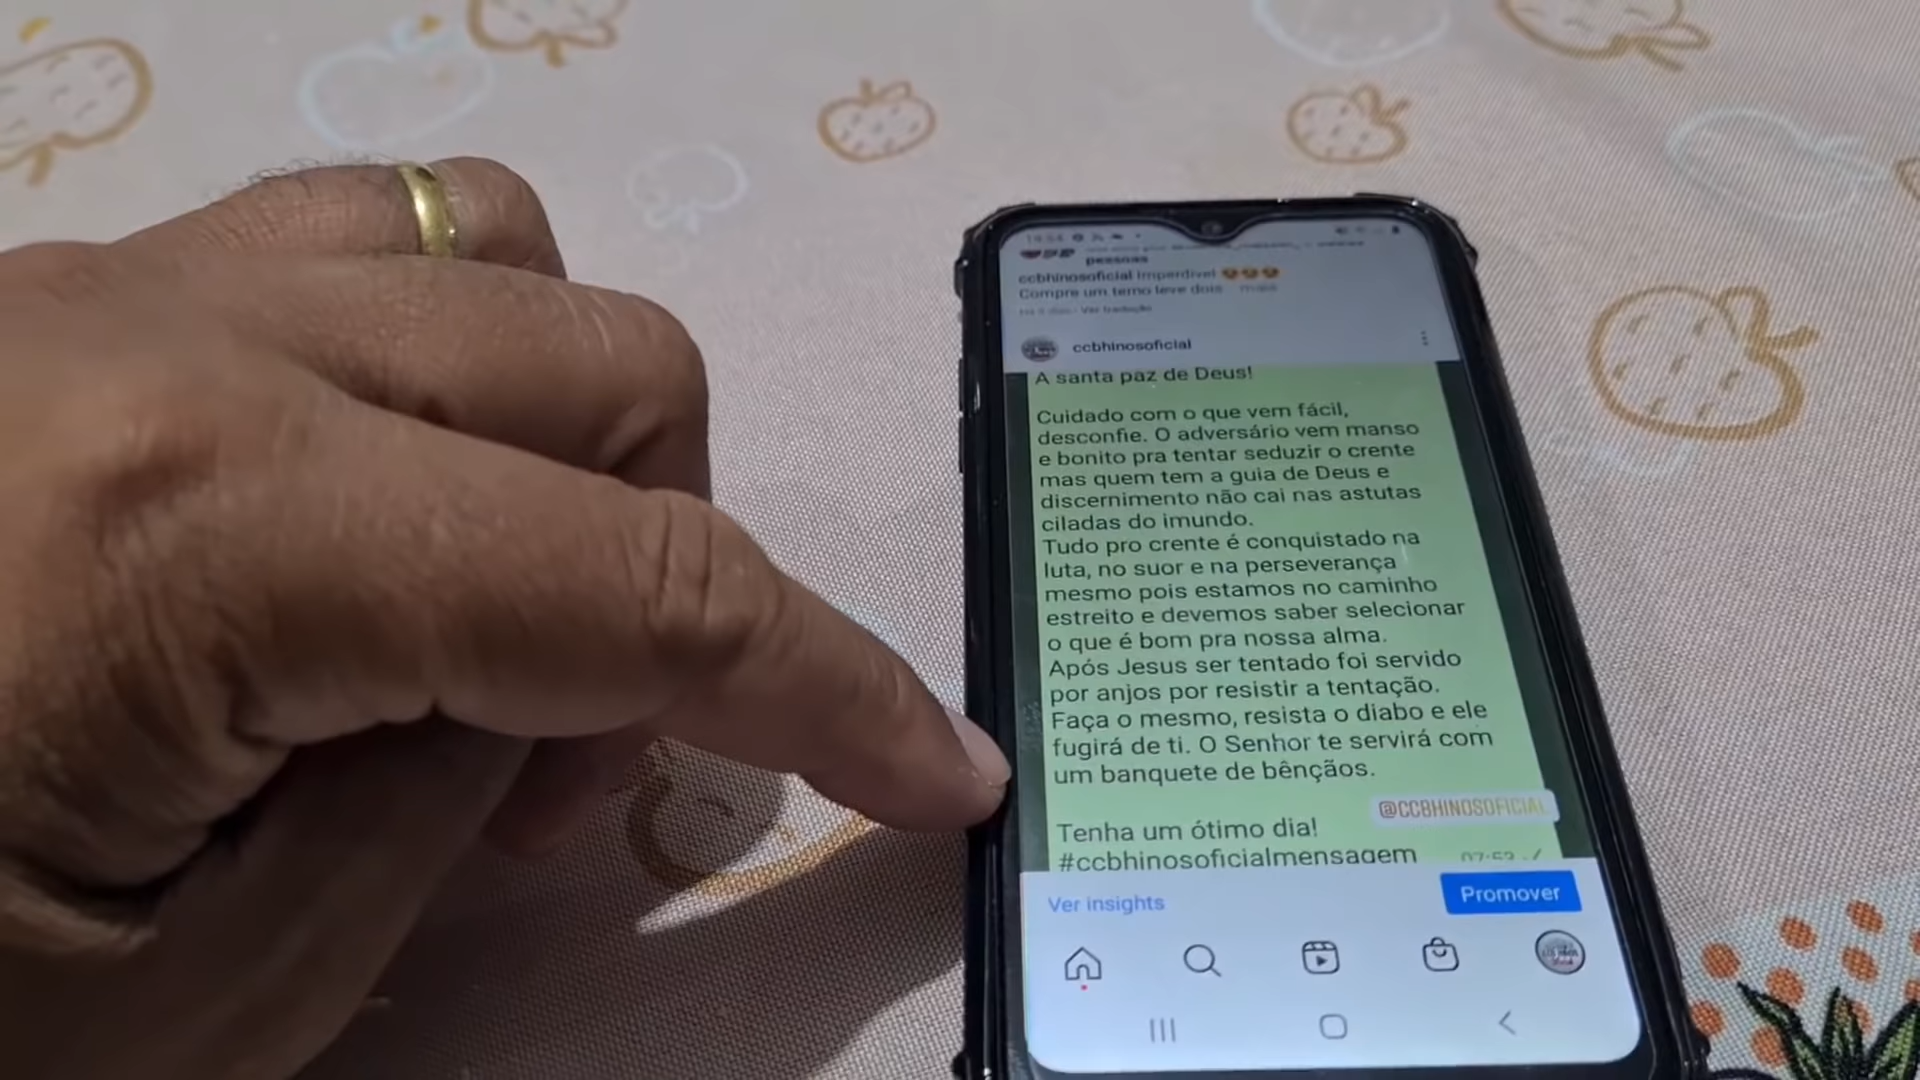 pessoas
ccbhinosoficial Imperdível 😍😍😍
Compre um terno leve dois ... mais
Ver tradução
ccbhinosoficial
A santa paz de Deus!
Cuidado com o que vem fácil,
desconfie. O adversário vem manso
e bonito pra tentar seduzir o crente
mas quem tem a guia de Deus e
discernimento não cai nas astutas
ciladas do imundo.
Tudo pro crente é conquistado na
luta, no suor e na perseverança
mesmo pois estamos no caminho
estreito e devemos saber selecionar
o que é bom pra nossa alma.
Após Jesus ser tentado foi servido
por anjos por resistir a tentação.
Faça o mesmo, resista o diabo e ele
fugirá de ti. O Senhor te servirá com
um banquete de bênçãos.
@CCBHINOSOFICIAL
Tenha um ótimo dia!
#ccbhinosoficialmensagem 07:52
Ver insights Promover